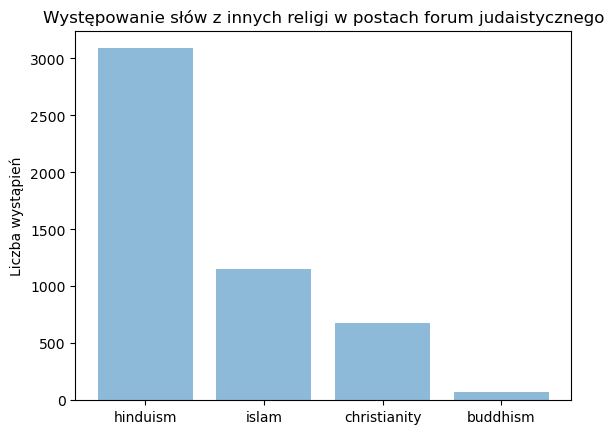 Występowanie słów z innych religi w postach forum judaistycznego
Liczba wystąpień
3000
2500
2000
1500
1000
500
0
hinduism islam christianity buddhism